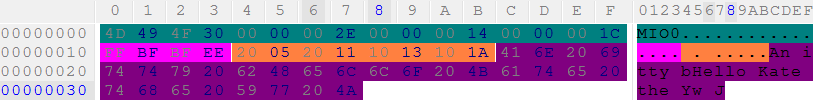 0 1 2 3 4 5 6 7 8 9 A B C D E F 0123456789ABCDEF
00000000 4D 49 4F 30 00 00 00 2E 00 00 00 14 00 00 00 1C MIO0............
00000010 FF BF BF EE 20 05 20 11 10 13 10 1A 41 6E 20 69 .... . .....An i
00000020 74 74 79 20 62 48 65 6C 6C 6F 20 4B 61 74 65 20 tty bHello Kate
00000030 74 68 65 20 59 77 20 4A the Yw J